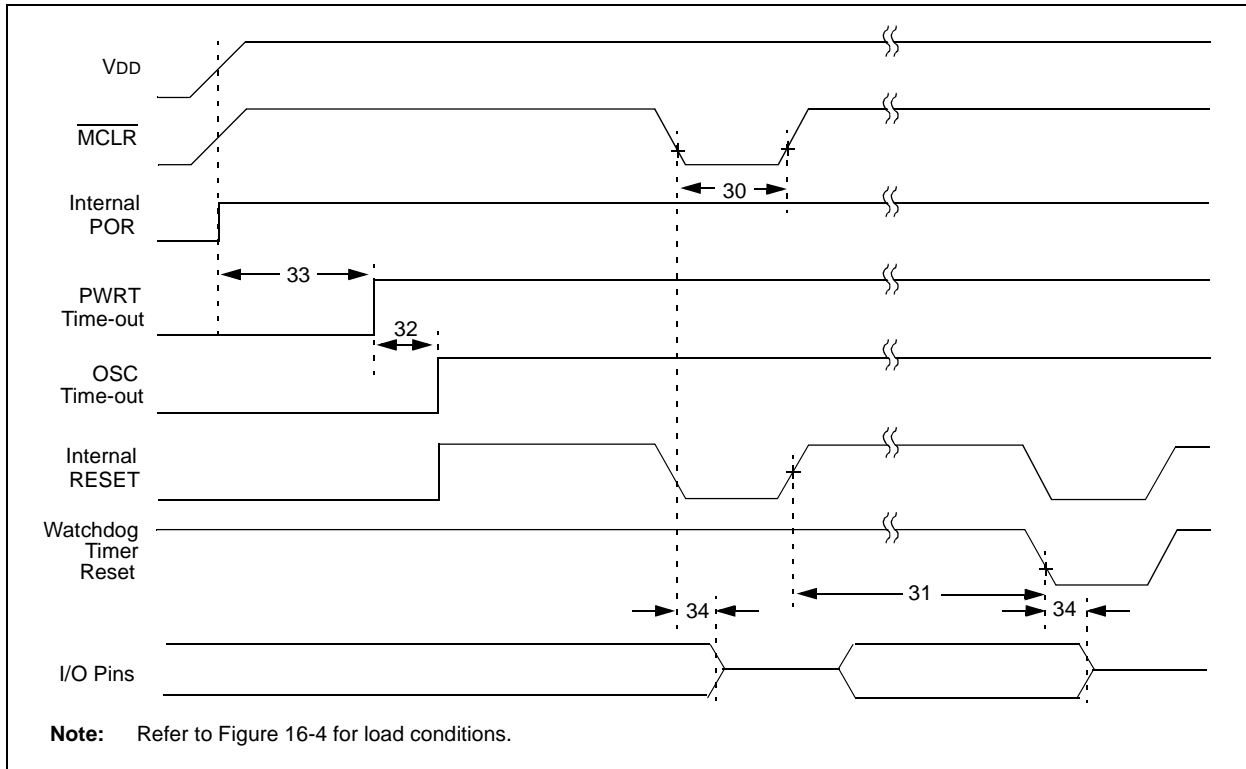 VDD
MCLR
30
Internal
POR
33
PWRT
Time-out
32
OSC
Time-out
Internal
RESET
Watchdog
Timer
Reset
31
34
34
I/O Pins
Note: Refer to Figure 16-4 for load conditions.